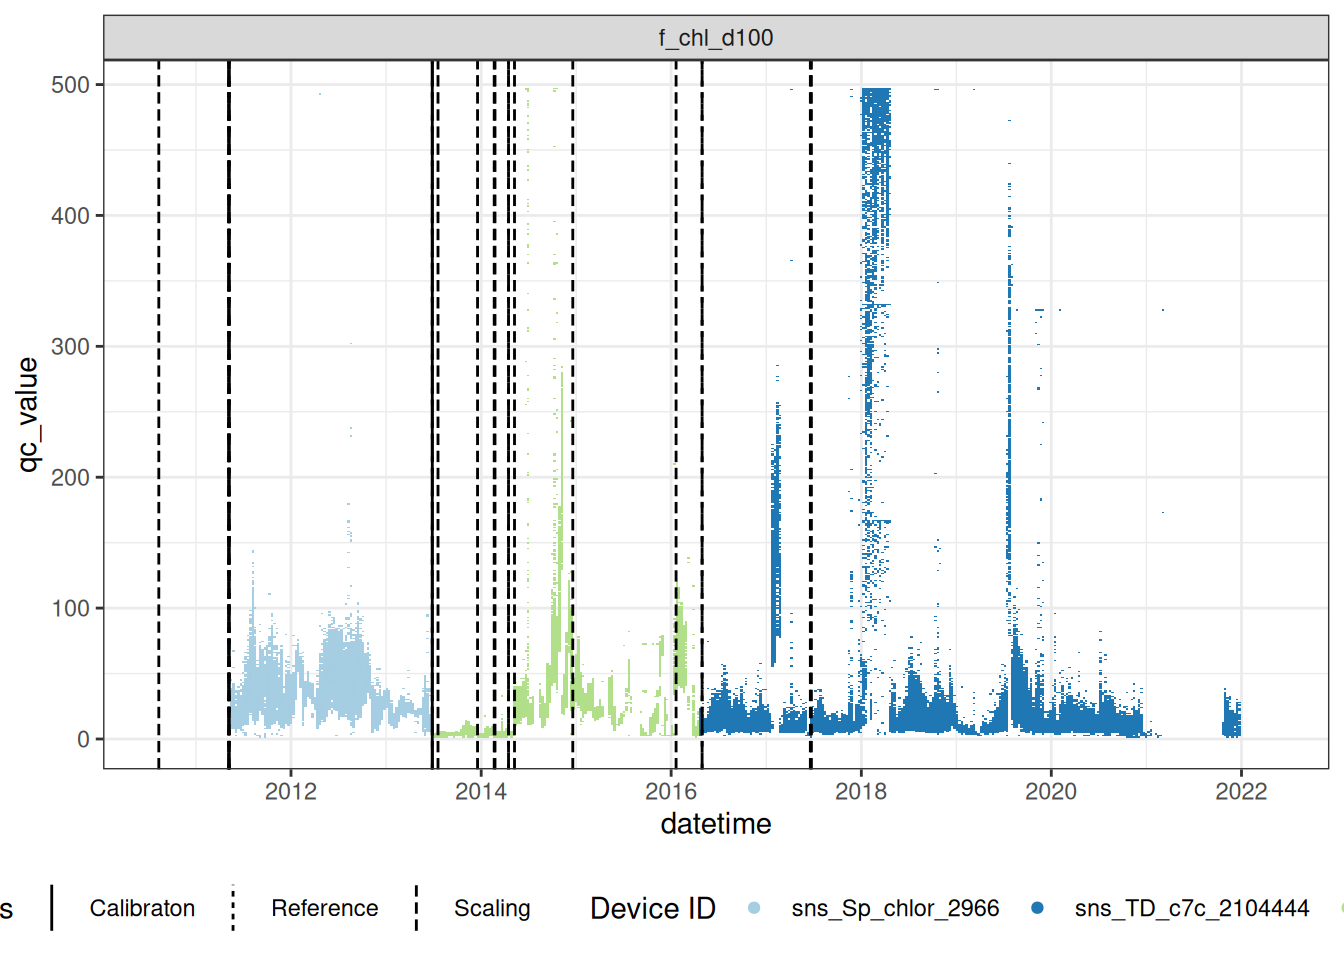 f_chl_d100
500
400
300
200
100
0
qc_value
2012 2014 2016 2018 2020 2022
datetime
s Calibraton Reference Scaling Device ID sns_Sp_chlor_2966 sns_TD_c7c_2104444